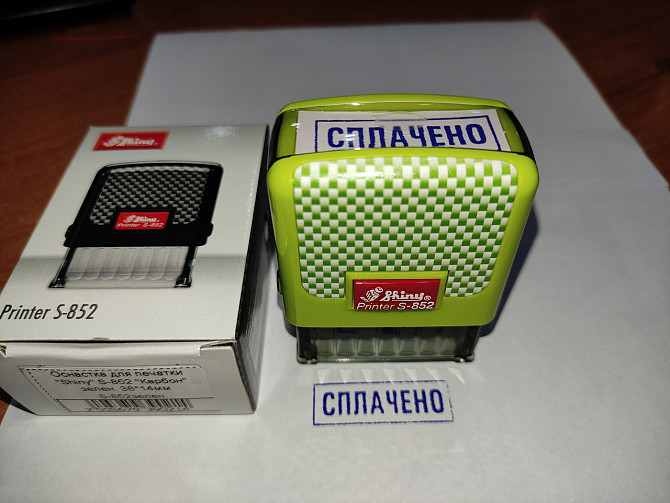 Shiny
Shiny
Printer S-852
Printer S-852
Оснастка для печатки
"Shiny" S-852 "Карбон"
зелен. 38*14мм
S-852зелен
СПЛАЧЕНО
Shiny®
Printer S-852
СПЛАЧЕНО